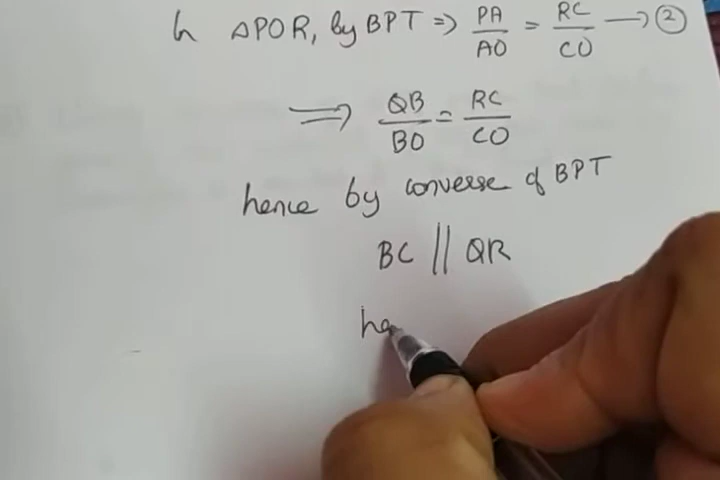 In △POR, by BPT ⇒ PA/AO = RC/CO → ②
⇒ QB/BO = RC/CO
hence by converse of BPT
BC || QR
he